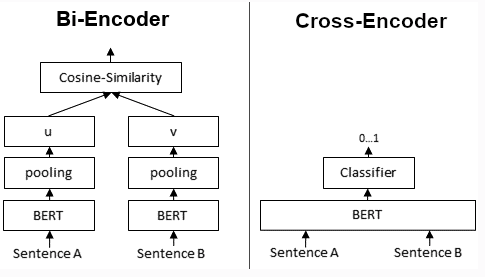 Bi-Encoder
Cosine-Similarity
u
v
pooling
pooling
BERT
BERT
Sentence A
Sentence B
Cross-Encoder
0...1
Classifier
BERT
Sentence A
Sentence B